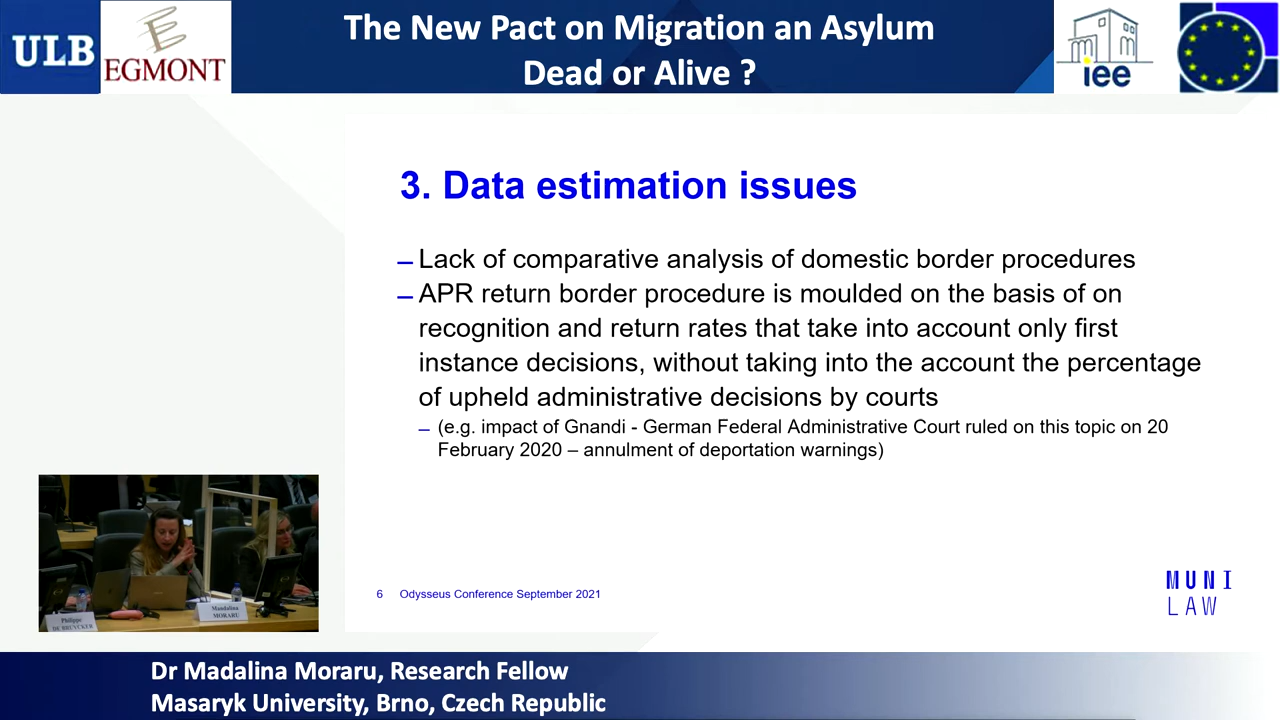 ULB
EGMONT
The New Pact on Migration an Asylum
Dead or Alive ?
iee
3. Data estimation issues
– Lack of comparative analysis of domestic border procedures
– APR return border procedure is moulded on the basis of on
recognition and return rates that take into account only first
instance decisions, without taking into the account the percentage
of upheld administrative decisions by courts
– (e.g. impact of Gnandi - German Federal Administrative Court ruled on this topic on 20
February 2020 – annulment of deportation warnings)
Philippe
DE BRUYCKER
Mandalina
MORARU
6 Odysseus Conference September 2021
MUNI
LAW
Dr Madalina Moraru, Research Fellow
Masaryk University, Brno, Czech Republic